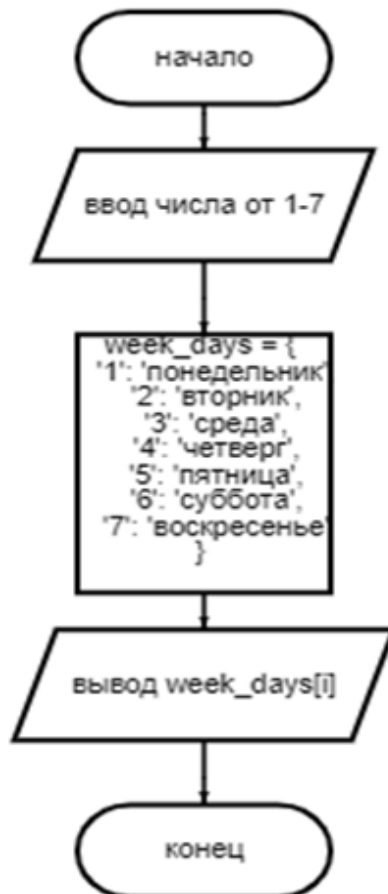 начало
ввод числа от 1-7
week_days = {
'1': 'понедельник'
'2': 'вторник',
'3': 'среда',
'4': 'четверг',
'5': 'пятница',
'6': 'суббота',
'7': 'воскресенье'
}
вывод week_days[i]
конец